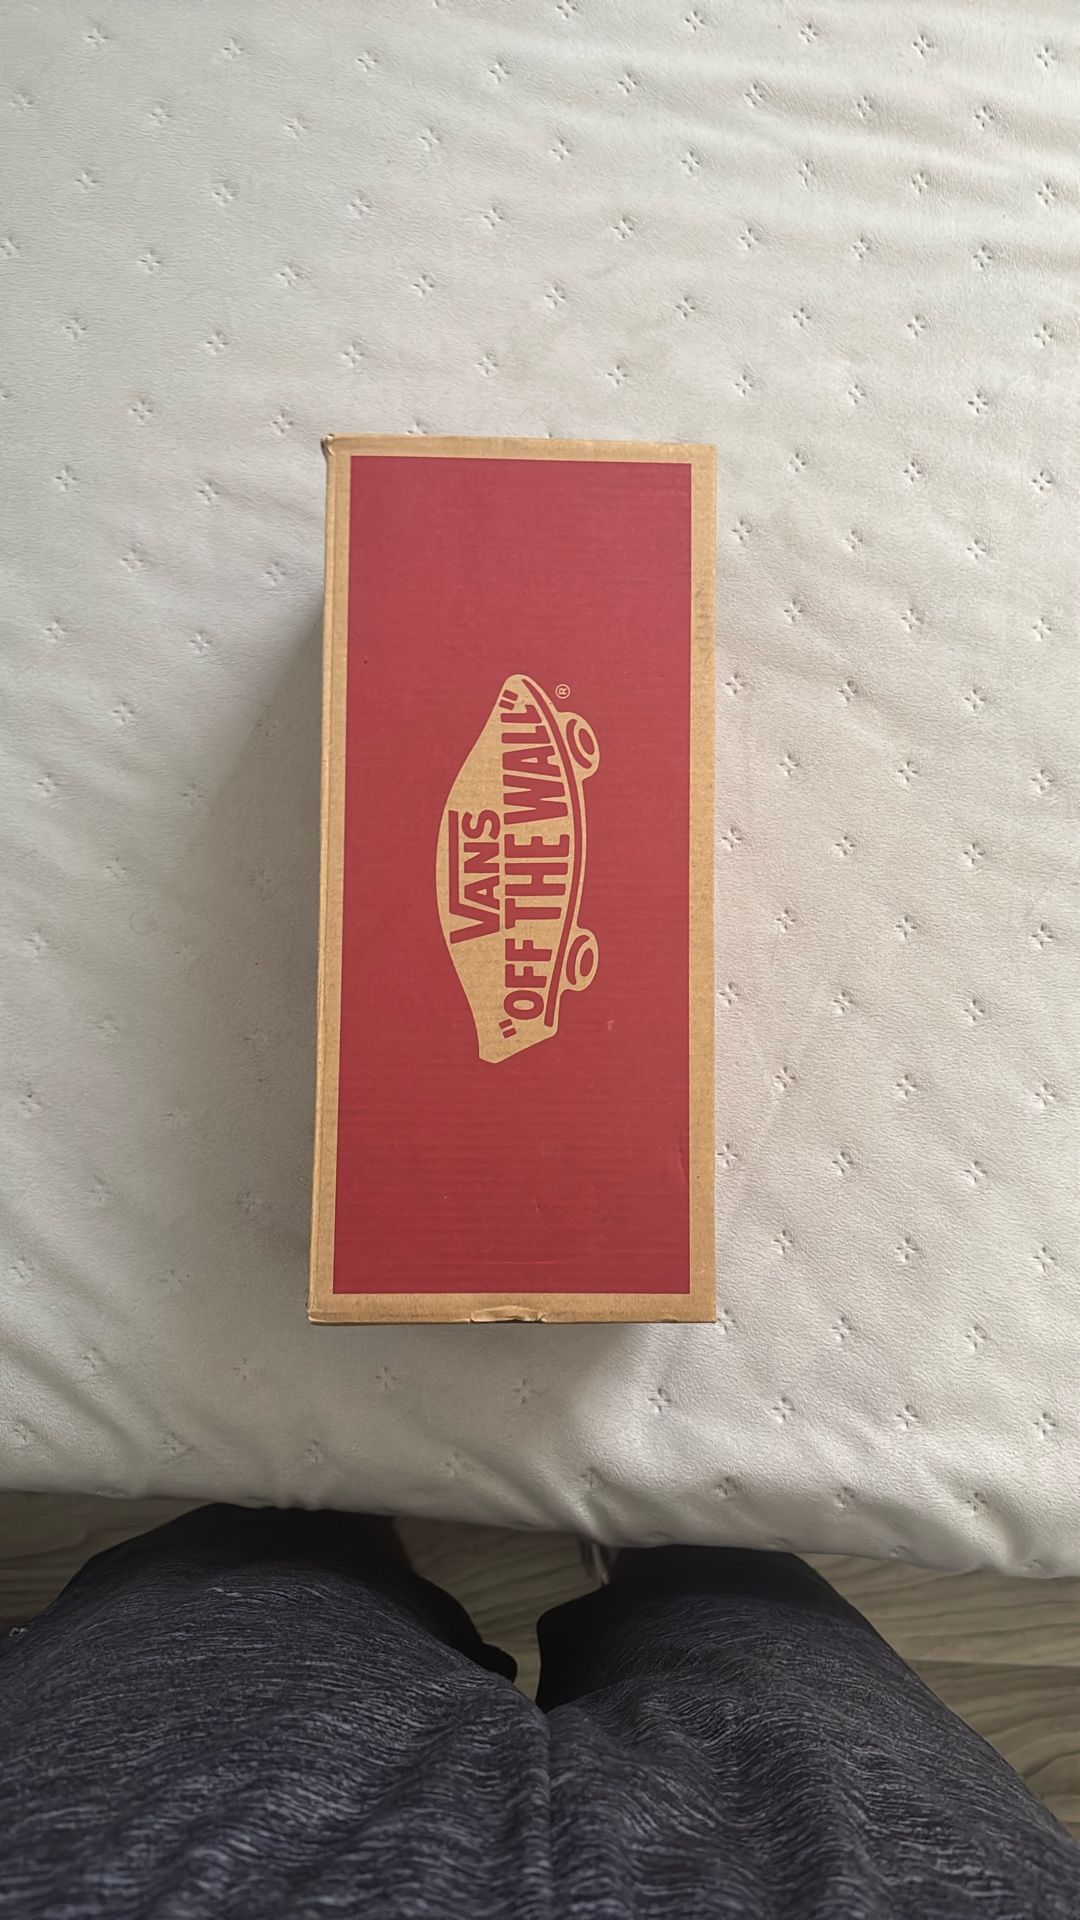 VANS
"OFF THE WALL"
®